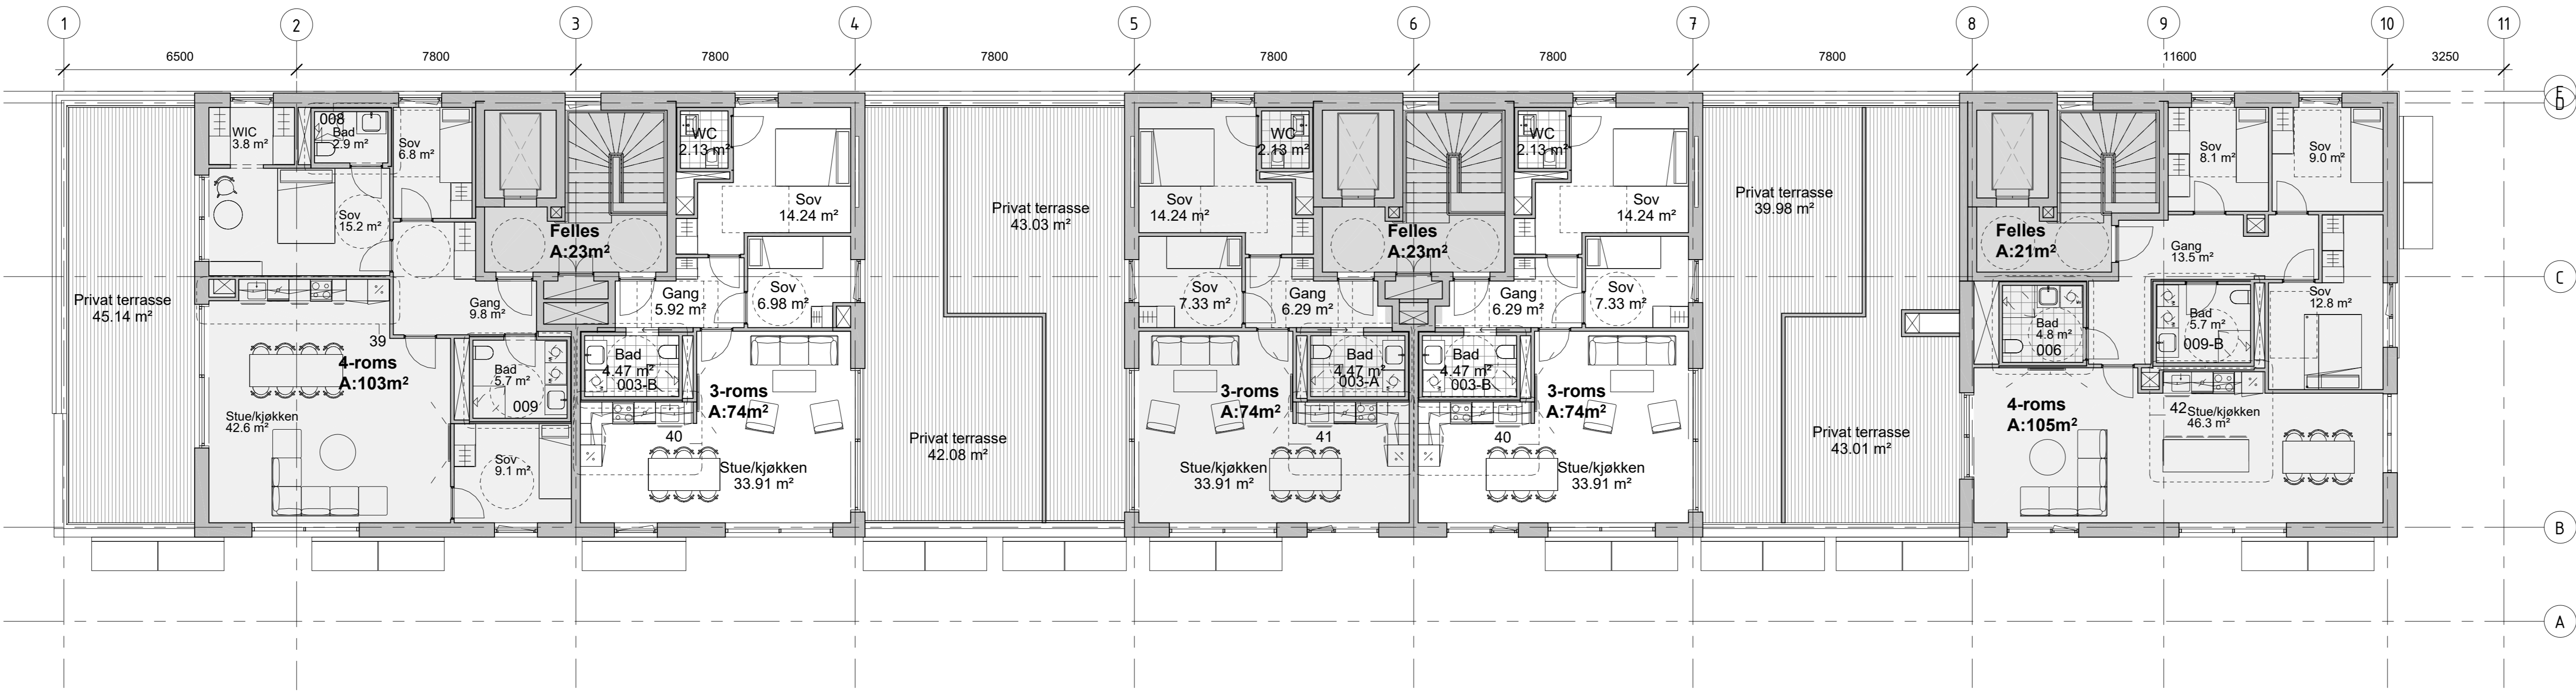 1
2
3
4
5
6
7
8
9
10
11
6500
7800
7800
7800
7800
7800
7800
11600
3250
D
C
B
A
Privat terrasse
45.14 m²
WIC
3.8 m²
008
Bad
2.9 m²
Sov
6.8 m²
Sov
15.2 m²
Gang
9.8 m²
39
4-roms
A:103m²
Stue/kjøkken
42.6 m²
Bad
5.7 m²
009
Sov
9.1 m²
Felles
A:23m²
WC
2.13 m²
Sov
14.24 m²
Gang
5.92 m²
Sov
6.98 m²
Bad
4.47 m²
003-B
3-roms
A:74m²
40
Stue/kjøkken
33.91 m²
Privat terrasse
43.03 m²
Privat terrasse
42.08 m²
Sov
14.24 m²
WC
2.13 m²
Sov
7.33 m²
Gang
6.29 m²
3-roms
A:74m²
Bad
4.47 m²
003-A
41
Stue/kjøkken
33.91 m²
Felles
A:23m²
WC
2.13 m²
Sov
14.24 m²
Gang
6.29 m²
Sov
7.33 m²
Bad
4.47 m²
003-B
3-roms
A:74m²
40
Stue/kjøkken
33.91 m²
Privat terrasse
39.98 m²
Privat terrasse
43.01 m²
Felles
A:21m²
Sov
8.1 m²
Sov
9.0 m²
Gang
13.5 m²
Sov
12.8 m²
Bad
4.8 m²
006
Bad
5.7 m²
009-B
4-roms
A:105m²
42
Stue/kjøkken
46.3 m²